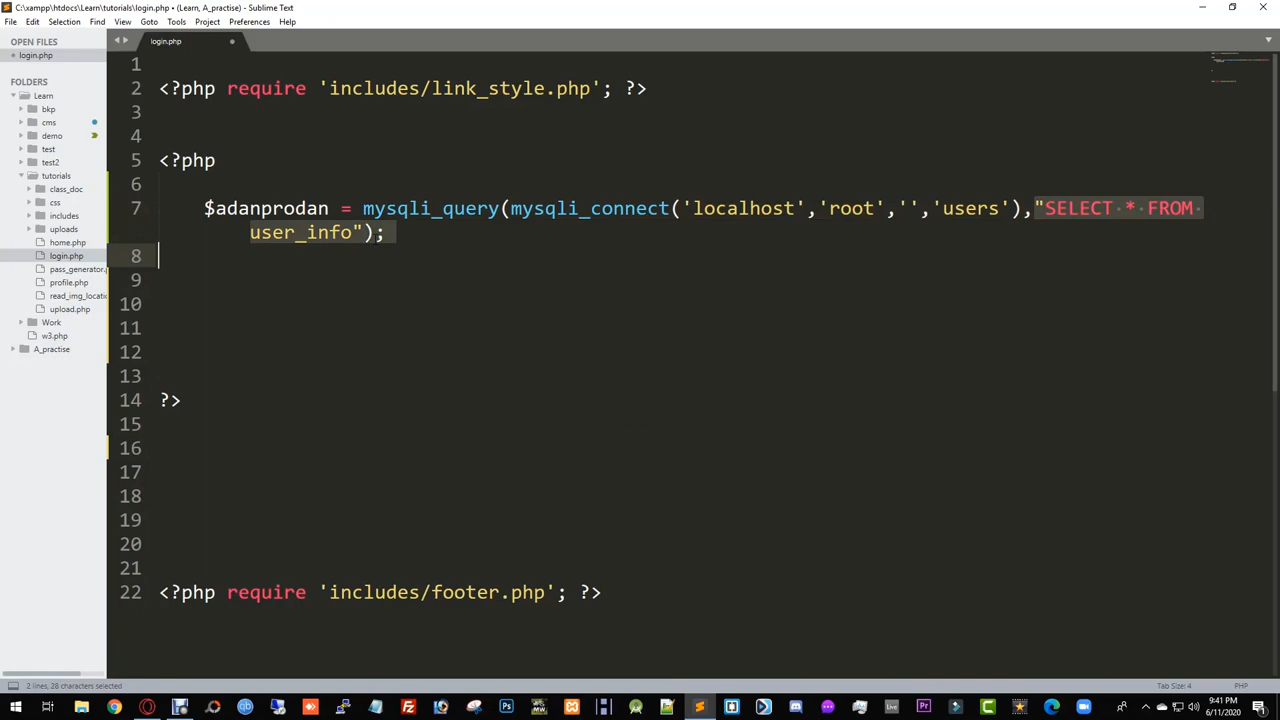 C:\xampp\htdocs\Learn\tutorials\login.php • (Learn, A_practise) - Sublime Text
File Edit Selection Find View Goto Tools Project Preferences Help
OPEN FILES
login.php
FOLDERS
Learn
bkp
cms
demo
test
test2
tutorials
class_doc
css
includes
uploads
home.php
login.php
pass_generator.p
profile.php
read_img_locatio
upload.php
Work
w3.php
A_practise
login.php
1
2 <?php require 'includes/link_style.php'; ?>
3
4
5 <?php
6
7 $adanprodan = mysqli_query(mysqli_connect('localhost','root','','users'),"SELECT * FROM
user_info");
8
9
10
11
12
13
14 ?>
15
16
17
18
19
20
21
22 <?php require 'includes/footer.php'; ?>
2 lines, 28 characters selected
Tab Size: 4
PHP
9:41 PM
6/11/2020